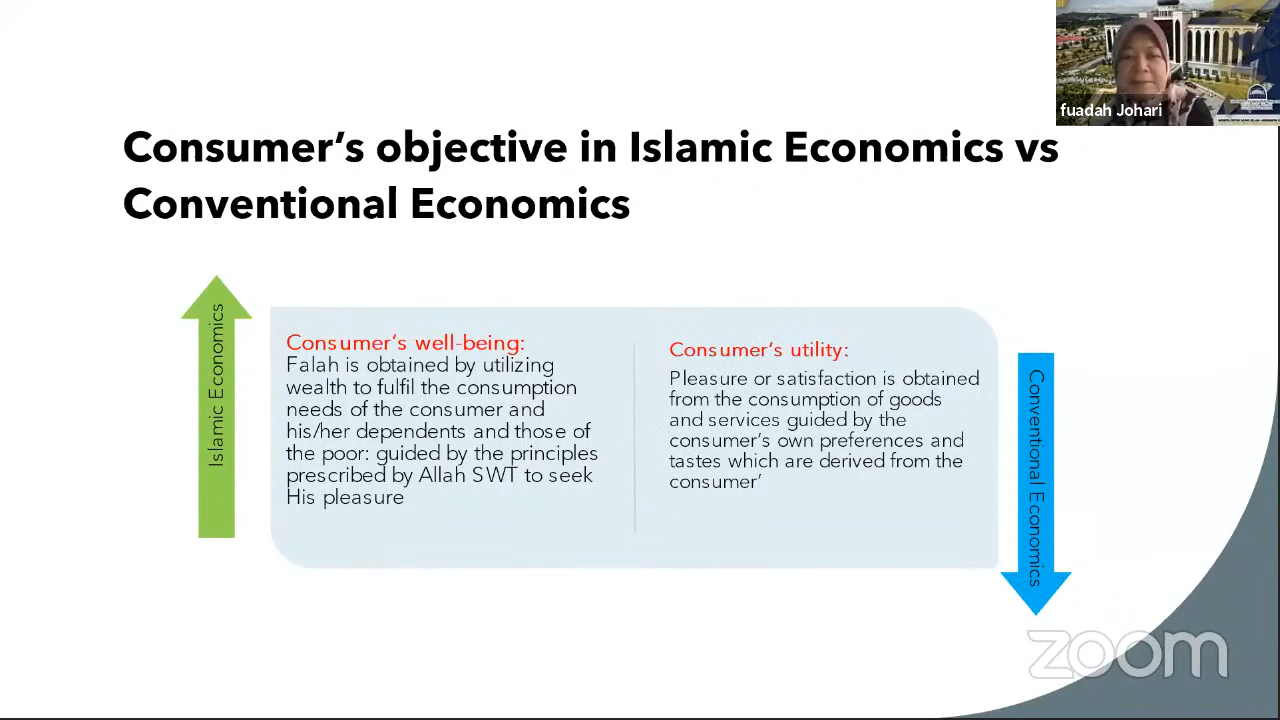 fuadah Johari
Consumer's objective in Islamic Economics vs
Conventional Economics
Islamic Economics
Consumer's well-being:
Falah is obtained by utilizing
wealth to fulfil the consumption
needs of the consumer and
his/her dependents and those of
the poor: guided by the principles
prescribed by Allah SWT to seek
His pleasure
Consumer's utility:
Pleasure or satisfaction is obtained
from the consumption of goods
and services guided by the
consumer's own preferences and
tastes which are derived from the
consumer'
Conventional Economics
zoom